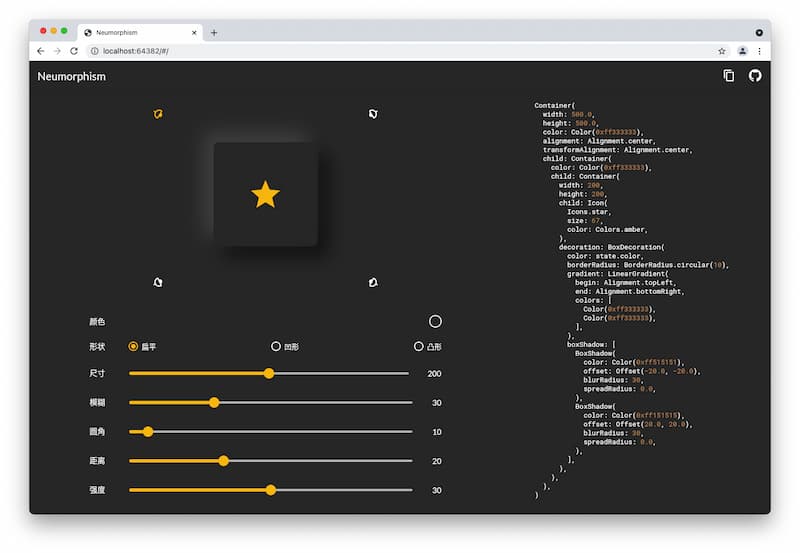 Neumorphism
localhost:64382/#/
Neumorphism
颜色
形状 扁平 凹形 凸形
尺寸 200
模糊 30
圆角 10
距离 20
强度 30
Container(
width: 500.0,
height: 500.0,
color: Color(0xff333333),
alignment: Alignment.center,
transformAlignment: Alignment.center,
child: Container(
color: Color(0xff333333),
child: Container(
width: 200,
height: 200,
child: Icon(
Icons.star,
size: 67,
color: Colors.amber,
),
decoration: BoxDecoration(
color: state.color,
borderRadius: BorderRadius.circular(10),
gradient: LinearGradient(
begin: Alignment.topLeft,
end: Alignment.bottomRight,
colors: [
Color(0xff333333),
Color(0xff333333),
],
),
boxShadow: [
BoxShadow(
color: Color(0xff515151),
offset: Offset(-20.0, -20.0),
blurRadius: 30,
spreadRadius: 0.0,
),
BoxShadow(
color: Color(0xff151515),
offset: Offset(20.0, 20.0),
blurRadius: 30,
spreadRadius: 0.0,
),
],
),
),
),
)